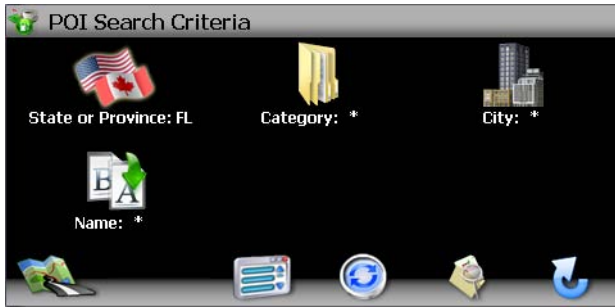 POI Search Criteria
State or Province: FL
Category: *
City: *
B A
Name: *